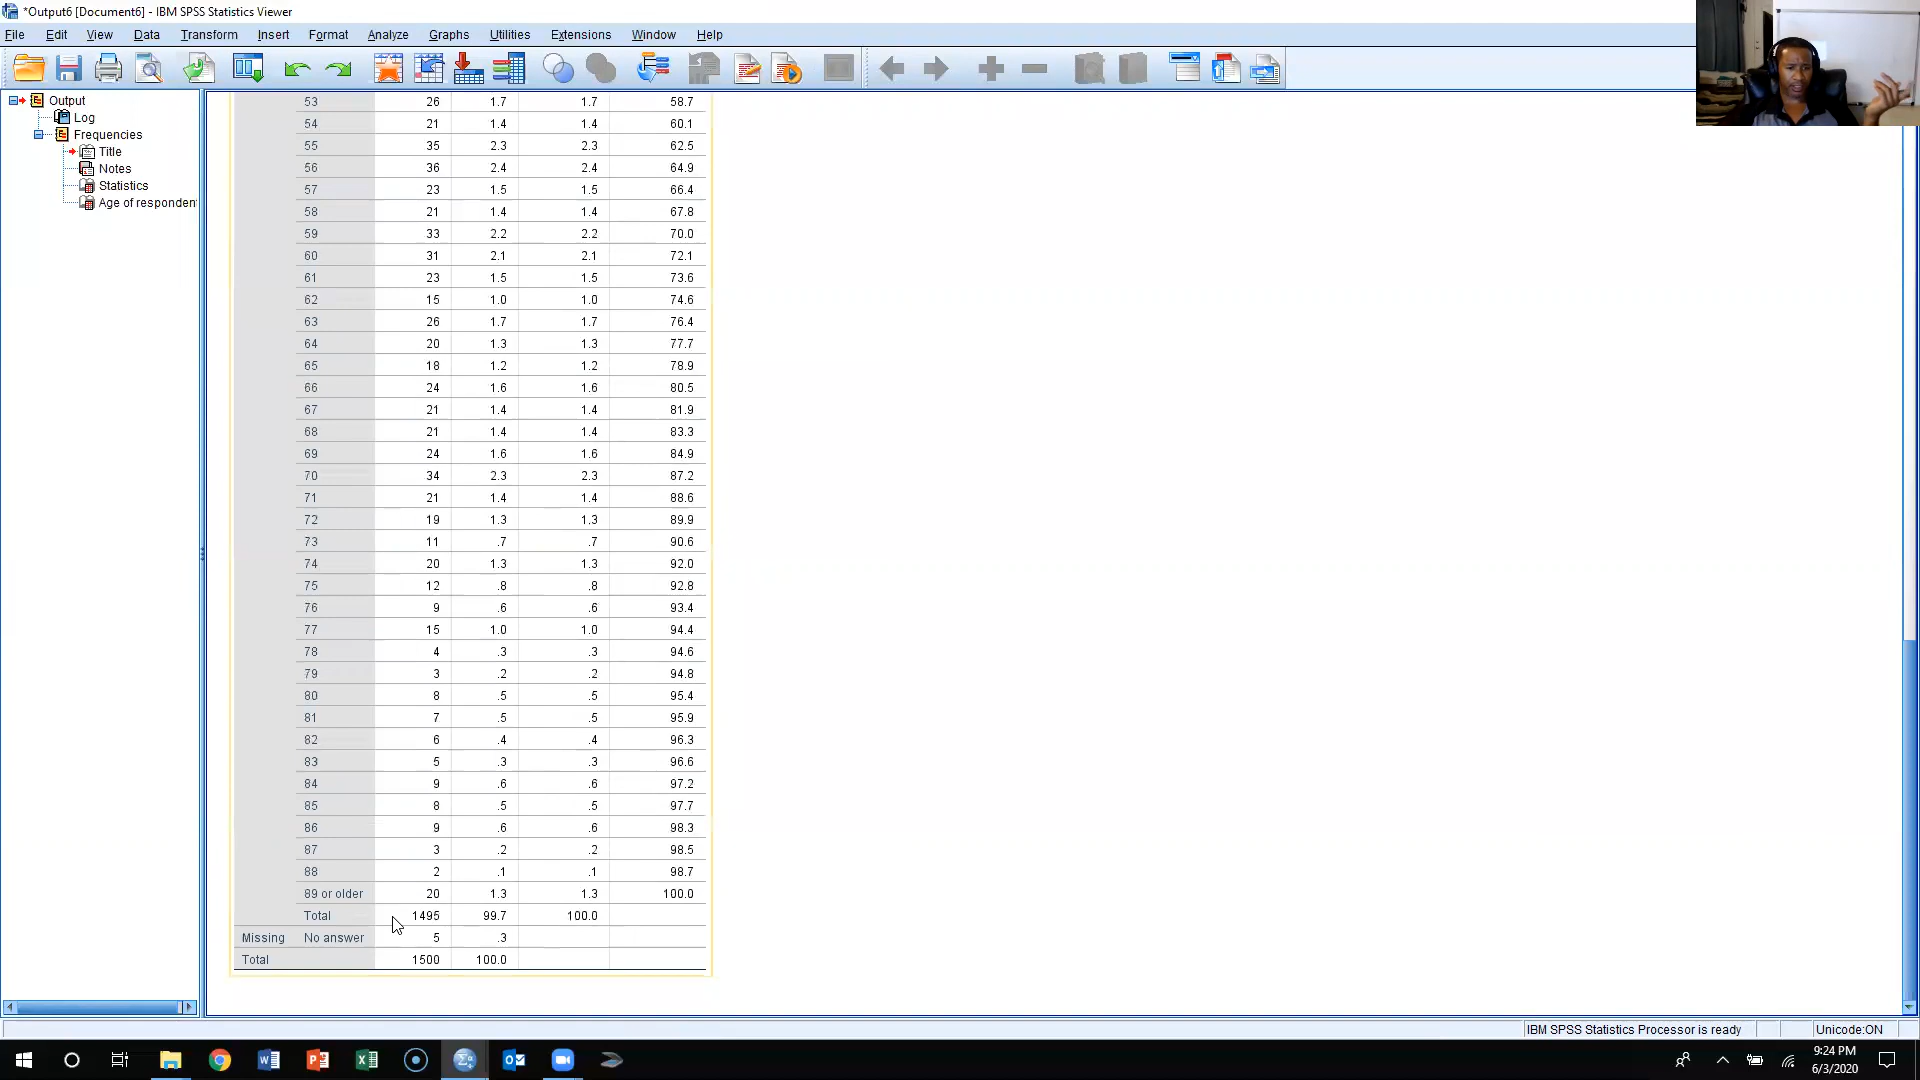 *Output6 [Document6] - IBM SPSS Statistics Viewer
File Edit View Data Transform Insert Format Analyze Graphs Utilities Extensions Window Help
Output
Log
Frequencies
Title
Notes
Statistics
Age of responden
53 26 1.7 1.7 58.7
54 21 1.4 1.4 60.1
55 35 2.3 2.3 62.5
56 36 2.4 2.4 64.9
57 23 1.5 1.5 66.4
58 21 1.4 1.4 67.8
59 33 2.2 2.2 70.0
60 31 2.1 2.1 72.1
61 23 1.5 1.5 73.6
62 15 1.0 1.0 74.6
63 26 1.7 1.7 76.4
64 20 1.3 1.3 77.7
65 18 1.2 1.2 78.9
66 24 1.6 1.6 80.5
67 21 1.4 1.4 81.9
68 21 1.4 1.4 83.3
69 24 1.6 1.6 84.9
70 34 2.3 2.3 87.2
71 21 1.4 1.4 88.6
72 19 1.3 1.3 89.9
73 11 .7 .7 90.6
74 20 1.3 1.3 92.0
75 12 .8 .8 92.8
76 9 .6 .6 93.4
77 15 1.0 1.0 94.4
78 4 .3 .3 94.6
79 3 .2 .2 94.8
80 8 .5 .5 95.4
81 7 .5 .5 95.9
82 6 .4 .4 96.3
83 5 .3 .3 96.6
84 9 .6 .6 97.2
85 8 .5 .5 97.7
86 9 .6 .6 98.3
87 3 .2 .2 98.5
88 2 .1 .1 98.7
89 or older 20 1.3 1.3 100.0
Total 1495 99.7 100.0
Missing No answer 5 .3
Total 1500 100.0
IBM SPSS Statistics Processor is ready Unicode:ON
9:24 PM
6/3/2020